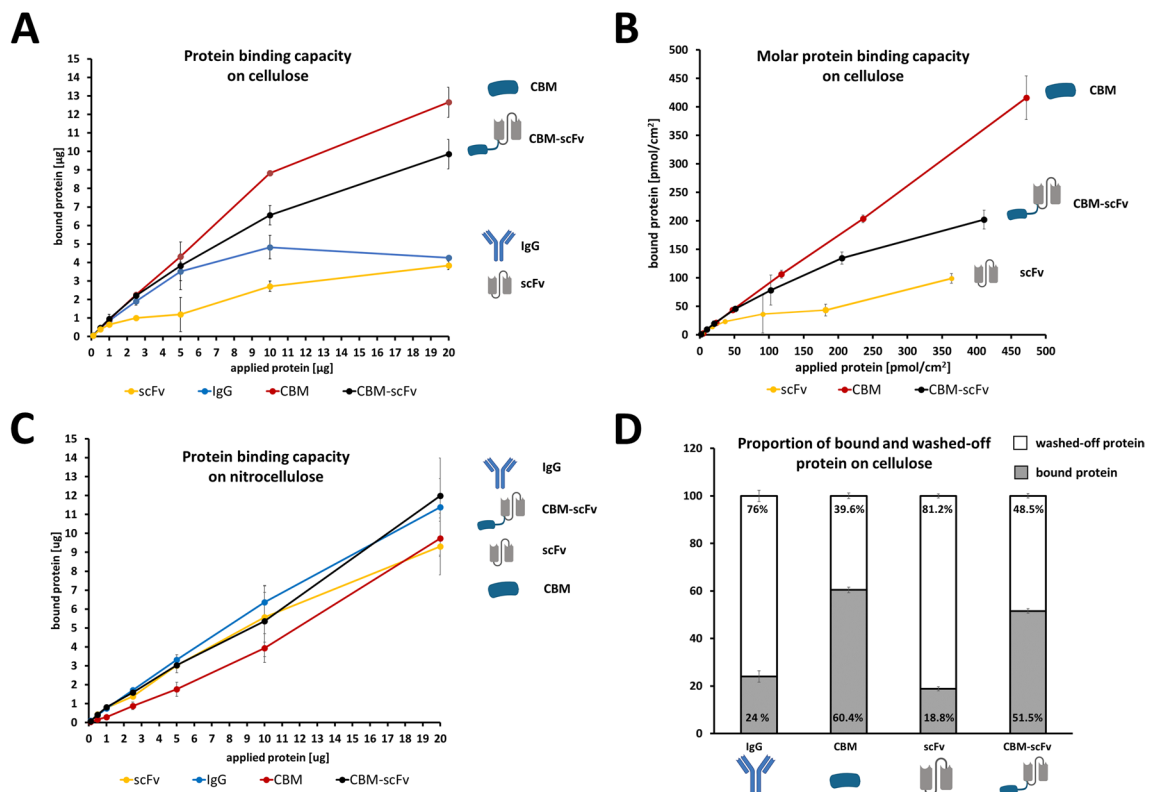 A
Protein binding capacity
on cellulose
15
14
13
12
11
10
9
8
7
6
5
4
3
2
1
0
bound protein [µg]
0 1 2 3 4 5 6 7 8 9 10 11 12 13 14 15 16 17 18 19 20
applied protein [µg]
CBM
CBM-scFv
IgG
scFv
scFv IgG CBM CBM-scFv
B
Molar protein binding capacity
on cellulose
500
450
400
350
300
250
200
150
100
50
0
bound protein [pmol/cm²]
0 50 100 150 200 250 300 350 400 450 500
applied protein [pmol/cm²]
CBM
CBM-scFv
scFv
scFv CBM CBM-scFv
C
Protein binding capacity
on nitrocellulose
15
14
13
12
11
10
9
8
7
6
5
4
3
2
1
0
bound protein [ug]
0 1 2 3 4 5 6 7 8 9 10 11 12 13 14 15 16 17 18 19 20
applied protein [ug]
IgG
CBM-scFv
scFv
CBM
scFv IgG CBM CBM-scFv
D
Proportion of bound and washed-off
protein on cellulose
washed-off protein
bound protein
120
100
80
60
40
20
0
76% 39.6% 81.2% 48.5%
24 % 60.4% 18.8% 51.5%
IgG CBM scFv CBM-scFv